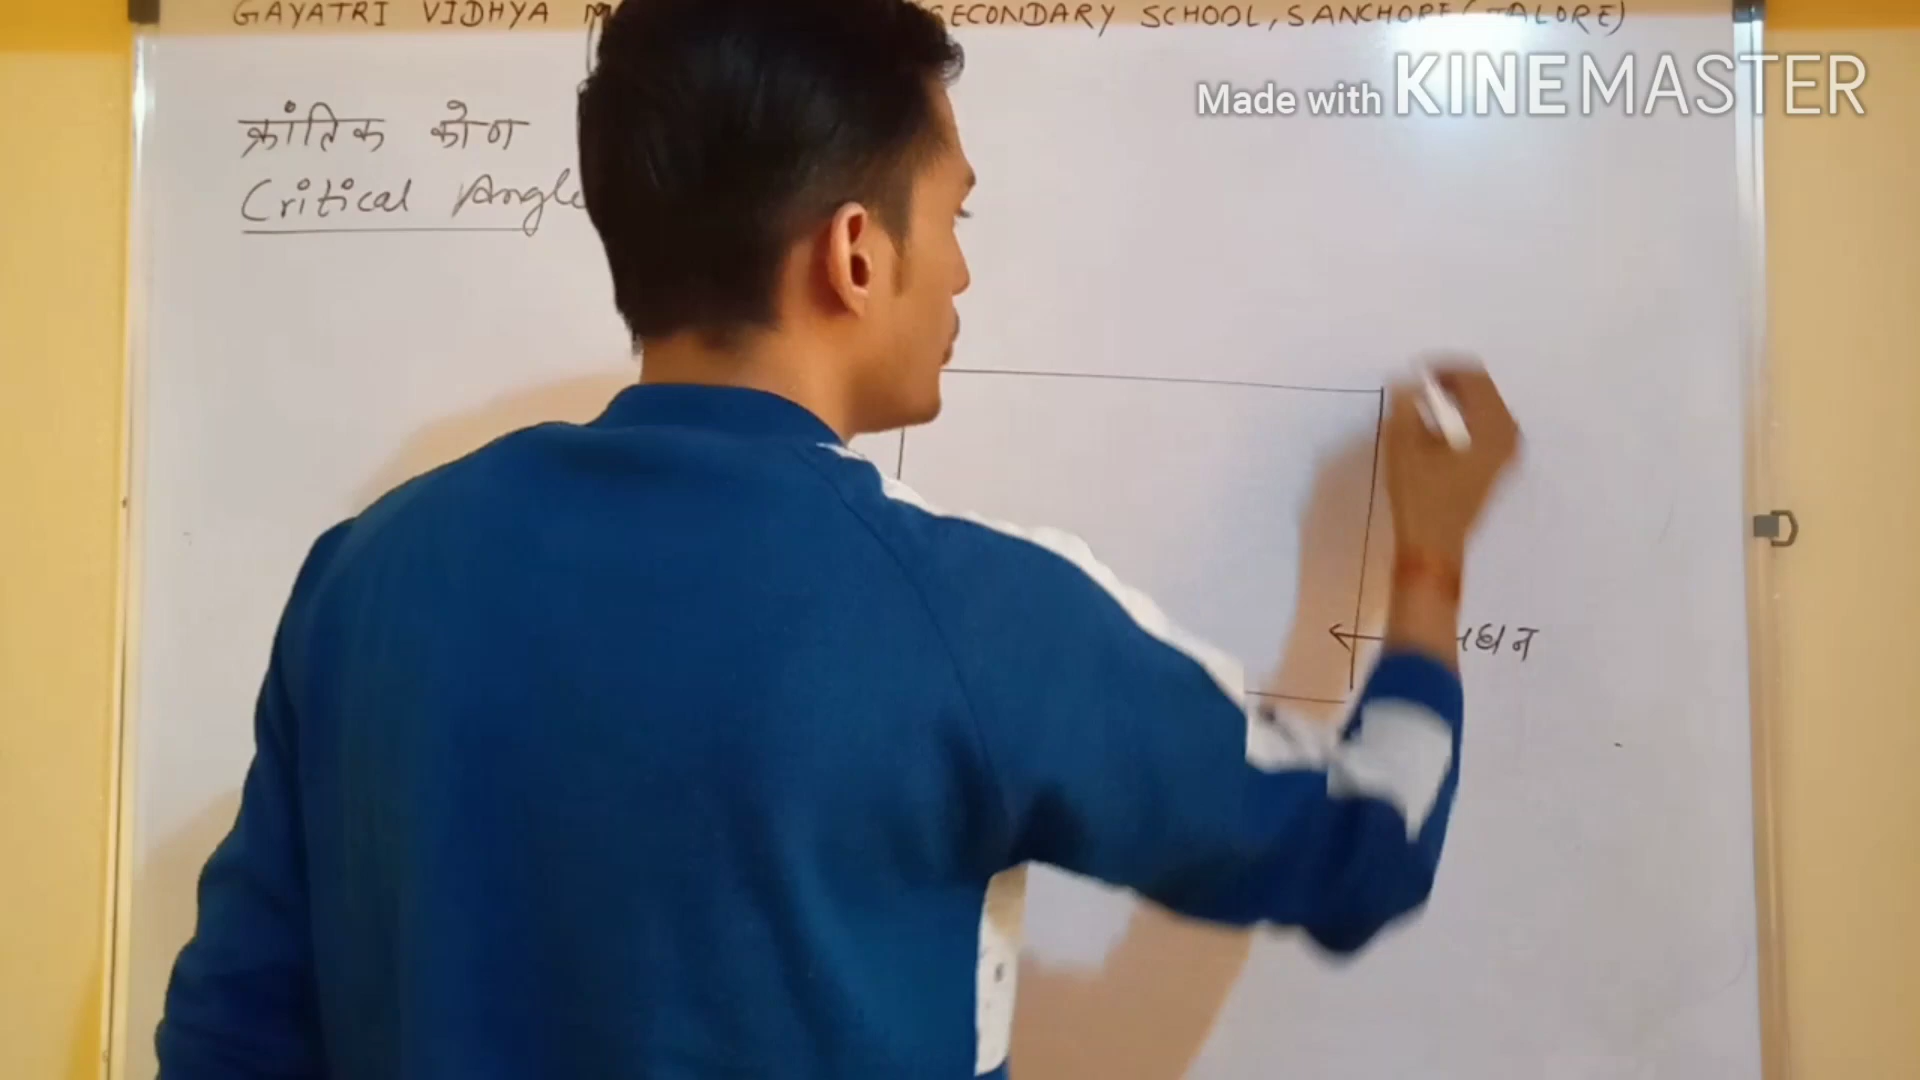 GAYATRI VIDHYA SECONDARY SCHOOL, SANCHORE (JALORE)
Made with KINEMASTER
क्रांतिक कोण
Critical Angle